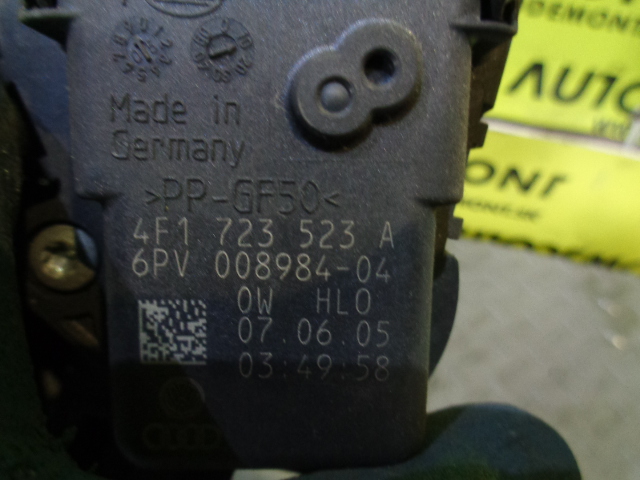 Made in
Germany
>PP-GF50<
4F1 723 523 A
6PV 008984-04
0W HLO
07.06.05
03:49:58
AUTO
MONT